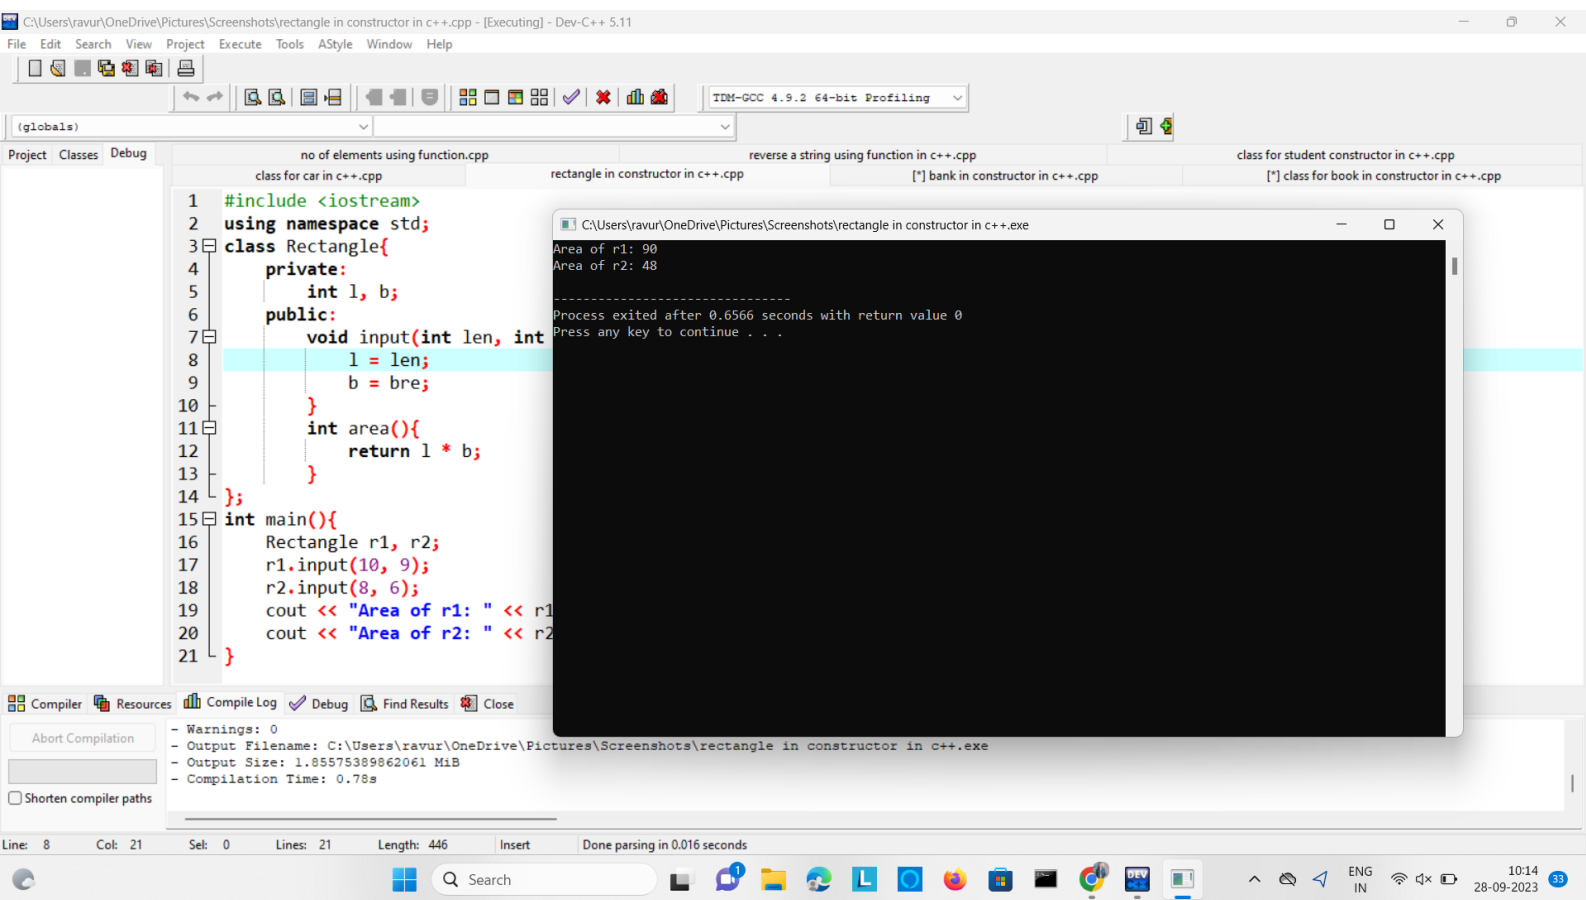 C:\Users\ravur\OneDrive\Pictures\Screenshots\rectangle in constructor in c++.cpp - [Executing] - Dev-C++ 5.11
File Edit Search View Project Execute Tools AStyle Window Help
TDM-GCC 4.9.2 64-bit Profiling
(globals)
Project Classes Debug
no of elements using function.cpp reverse a string using function in c++.cpp class for student constructor in c++.cpp
class for car in c++.cpp rectangle in constructor in c++.cpp [*] bank in constructor in c++.cpp [*] class for book in constructor in c++.cpp
1 #include <iostream>
2 using namespace std;
3 class Rectangle{
4 private:
5 int l, b;
6 public:
7 void input(int len, int
8 l = len;
9 b = bre;
10 }
11 int area(){
12 return l * b;
13 }
14 };
15 int main(){
16 Rectangle r1, r2;
17 r1.input(10, 9);
18 r2.input(8, 6);
19 cout << "Area of r1: " << r1
20 cout << "Area of r2: " << r2
21 }
C:\Users\ravur\OneDrive\Pictures\Screenshots\rectangle in constructor in c++.exe
Area of r1: 90
Area of r2: 48
--------------------------------
Process exited after 0.6566 seconds with return value 0
Press any key to continue . . .
Compiler Resources Compile Log Debug Find Results Close
Abort Compilation
Shorten compiler paths
- Warnings: 0
- Output Filename: C:\Users\ravur\OneDrive\Pictures\Screenshots\rectangle in constructor in c++.exe
- Output Size: 1.85575389862061 MiB
- Compilation Time: 0.78s
Line: 8 Col: 21 Sel: 0 Lines: 21 Length: 446 Insert Done parsing in 0.016 seconds
Search
1
L
DEV
ENG
IN
10:14
28-09-2023
33